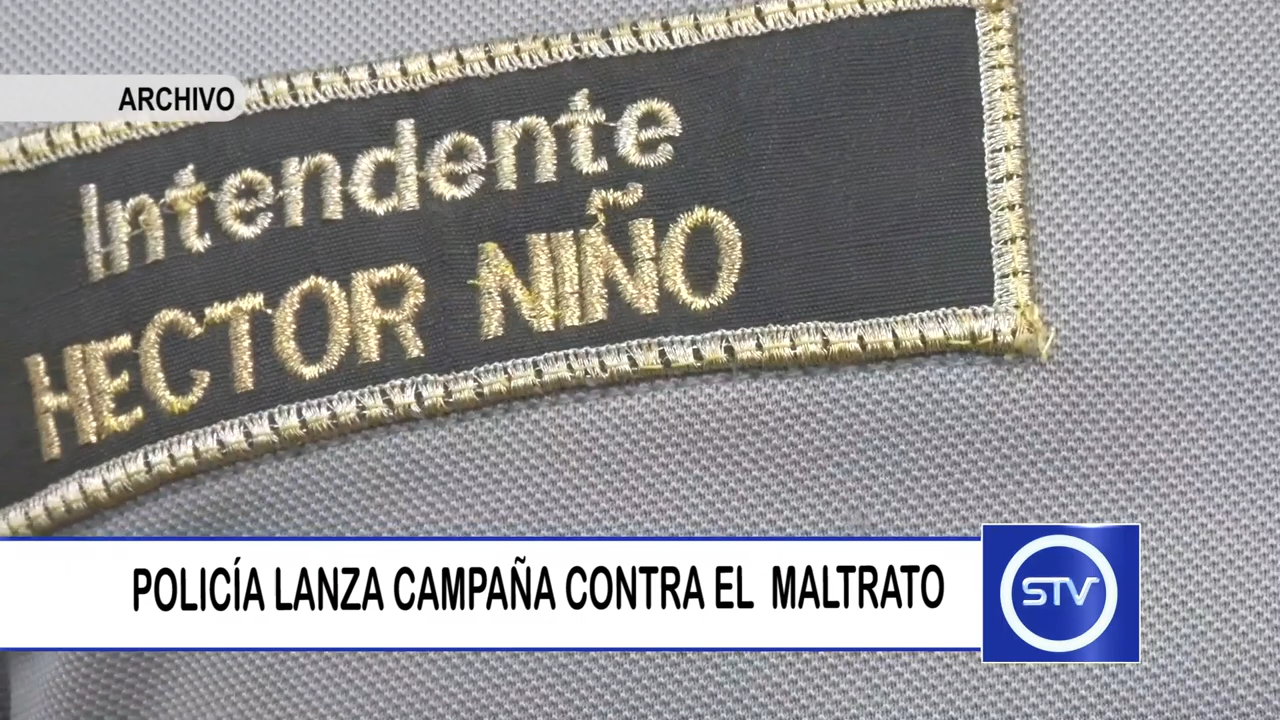 ARCHIVO
Intendente
HECTOR NIÑO
POLICÍA LANZA CAMPAÑA CONTRA EL MALTRATO
STV